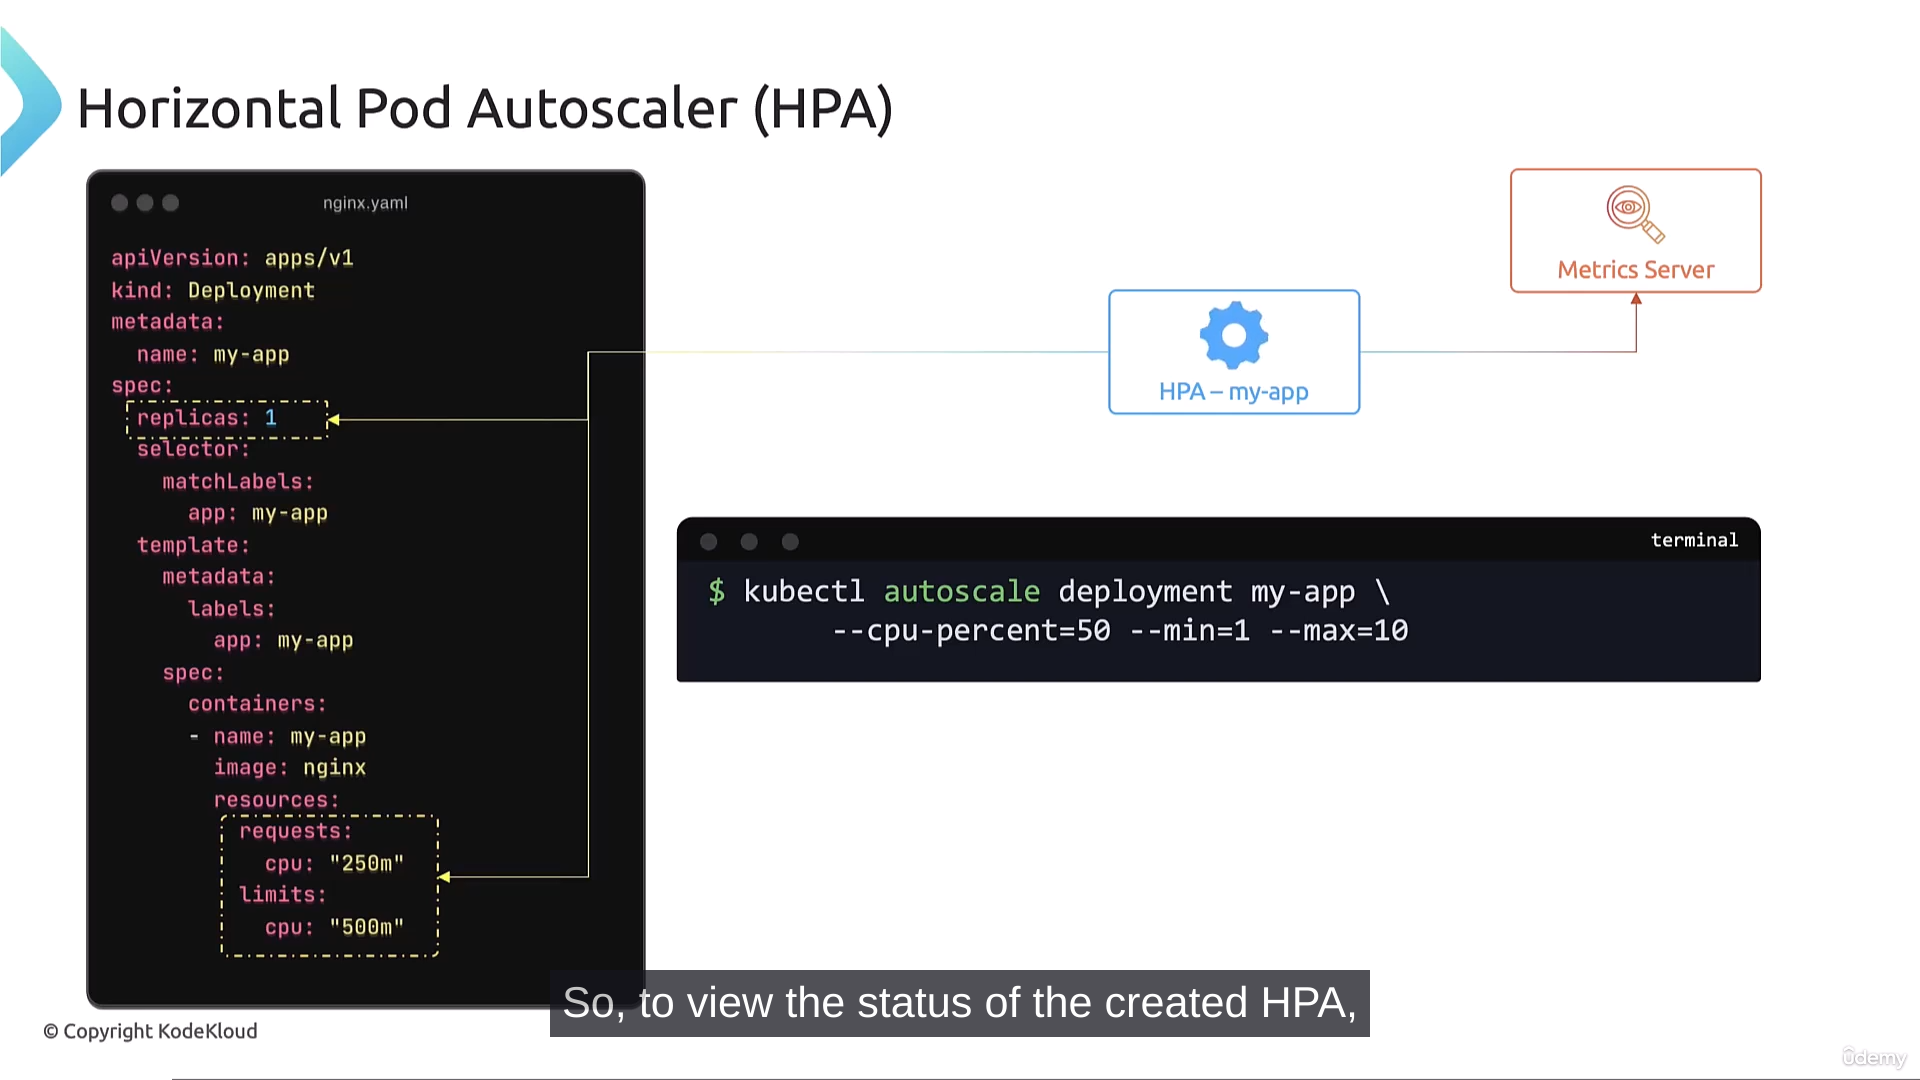 Horizontal Pod Autoscaler (HPA)
nginx.yaml
apiVersion: apps/v1
kind: Deployment
metadata:
  name: my-app
spec:
  replicas: 1
  selector:
    matchLabels:
      app: my-app
  template:
    metadata:
      labels:
        app: my-app
    spec:
      containers:
      - name: my-app
        image: nginx
        resources:
          requests:
            cpu: "250m"
          limits:
            cpu: "500m"
Metrics Server
HPA – my-app
terminal
$ kubectl autoscale deployment my-app \
--cpu-percent=50 --min=1 --max=10
So, to view the status of the created HPA,
© Copyright KodeKloud
ûdemy